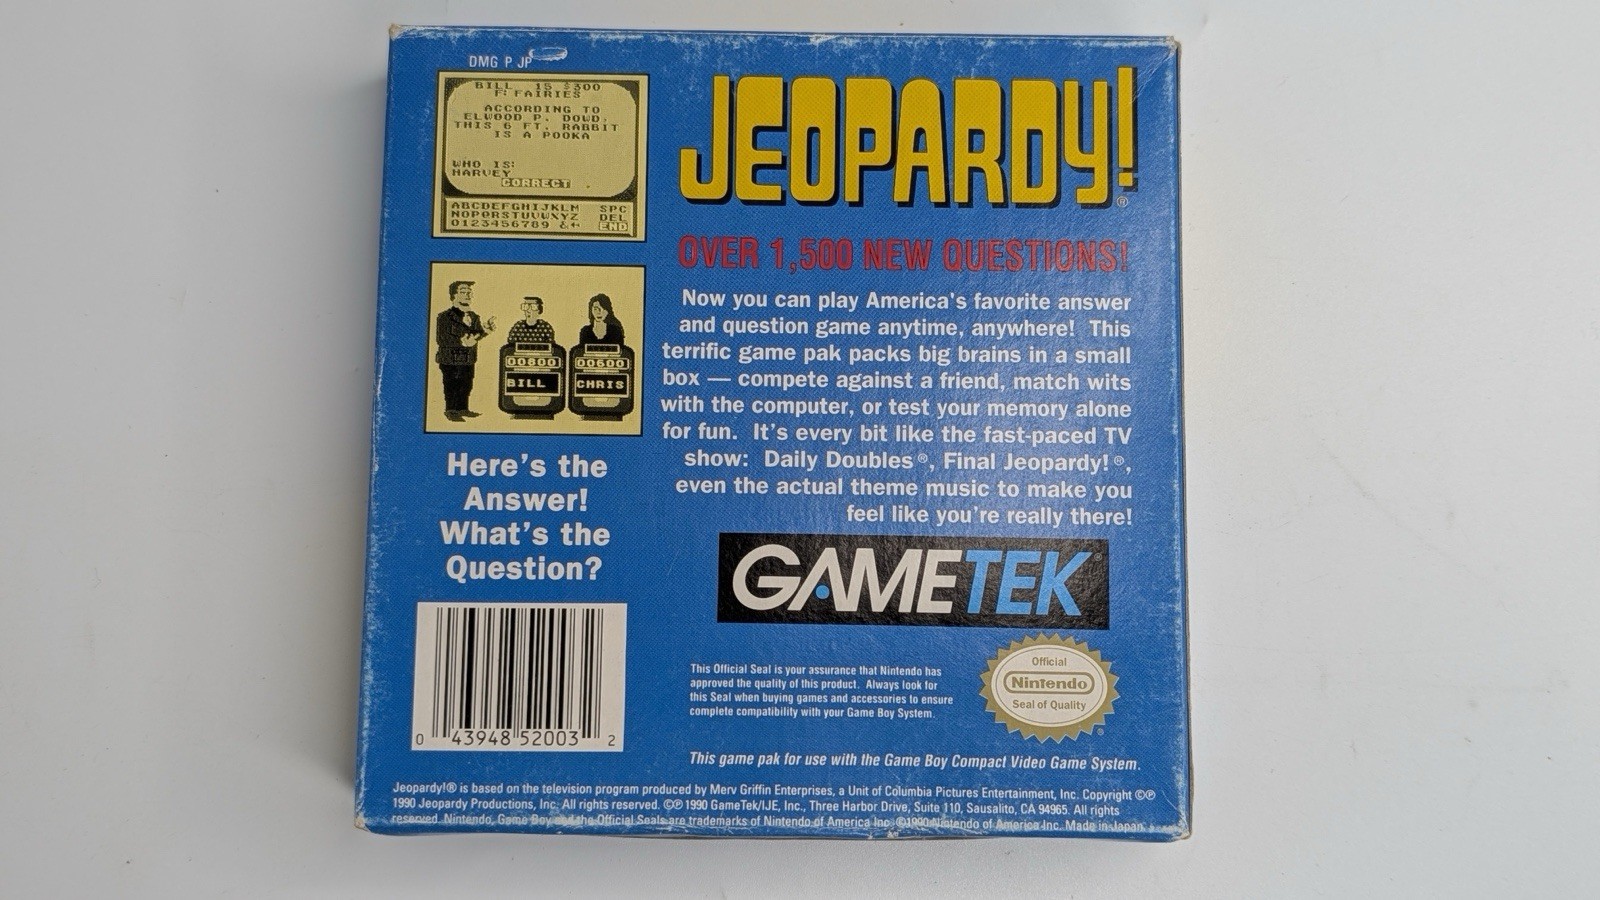 DMG P JP
BILL 15 $300
F: FAIRIES
ACCORDING TO
ELWOOD P. DOWD,
THIS 6 FT. RABBIT
IS A POOKA
WHO IS:
HARVEY
CORRECT .
ABCDEFGHIJKLM SPC
NOPQRSTUVWXYZ DEL
0123456789 &← END
00800 00600
BILL CHRIS
Here's the
Answer!
What's the
Question?
0 43948 52003 2
JEOPARDY!®
OVER 1,500 NEW QUESTIONS!
Now you can play America's favorite answer
and question game anytime, anywhere! This
terrific game pak packs big brains in a small
box — compete against a friend, match wits
with the computer, or test your memory alone
for fun. It's every bit like the fast-paced TV
show: Daily Doubles®, Final Jeopardy!®,
even the actual theme music to make you
feel like you're really there!
GAMETEK®
This Official Seal is your assurance that Nintendo has
approved the quality of this product. Always look for
this Seal when buying games and accessories to ensure
complete compatibility with your Game Boy System.
Official
Nintendo
Seal of Quality
®
This game pak for use with the Game Boy Compact Video Game System.
Jeopardy!® is based on the television program produced by Merv Griffin Enterprises, a Unit of Columbia Pictures Entertainment, Inc. Copyright ©℗
1990 Jeopardy Productions, Inc. All rights reserved. ©℗ 1990 GameTek/IJE, Inc., Three Harbor Drive, Suite 110, Sausalito, CA 94965. All rights
reserved. Nintendo, Game Boy and the Official Seals are trademarks of Nintendo of America Inc. ©1990 Nintendo of America Inc. Made in Japan.